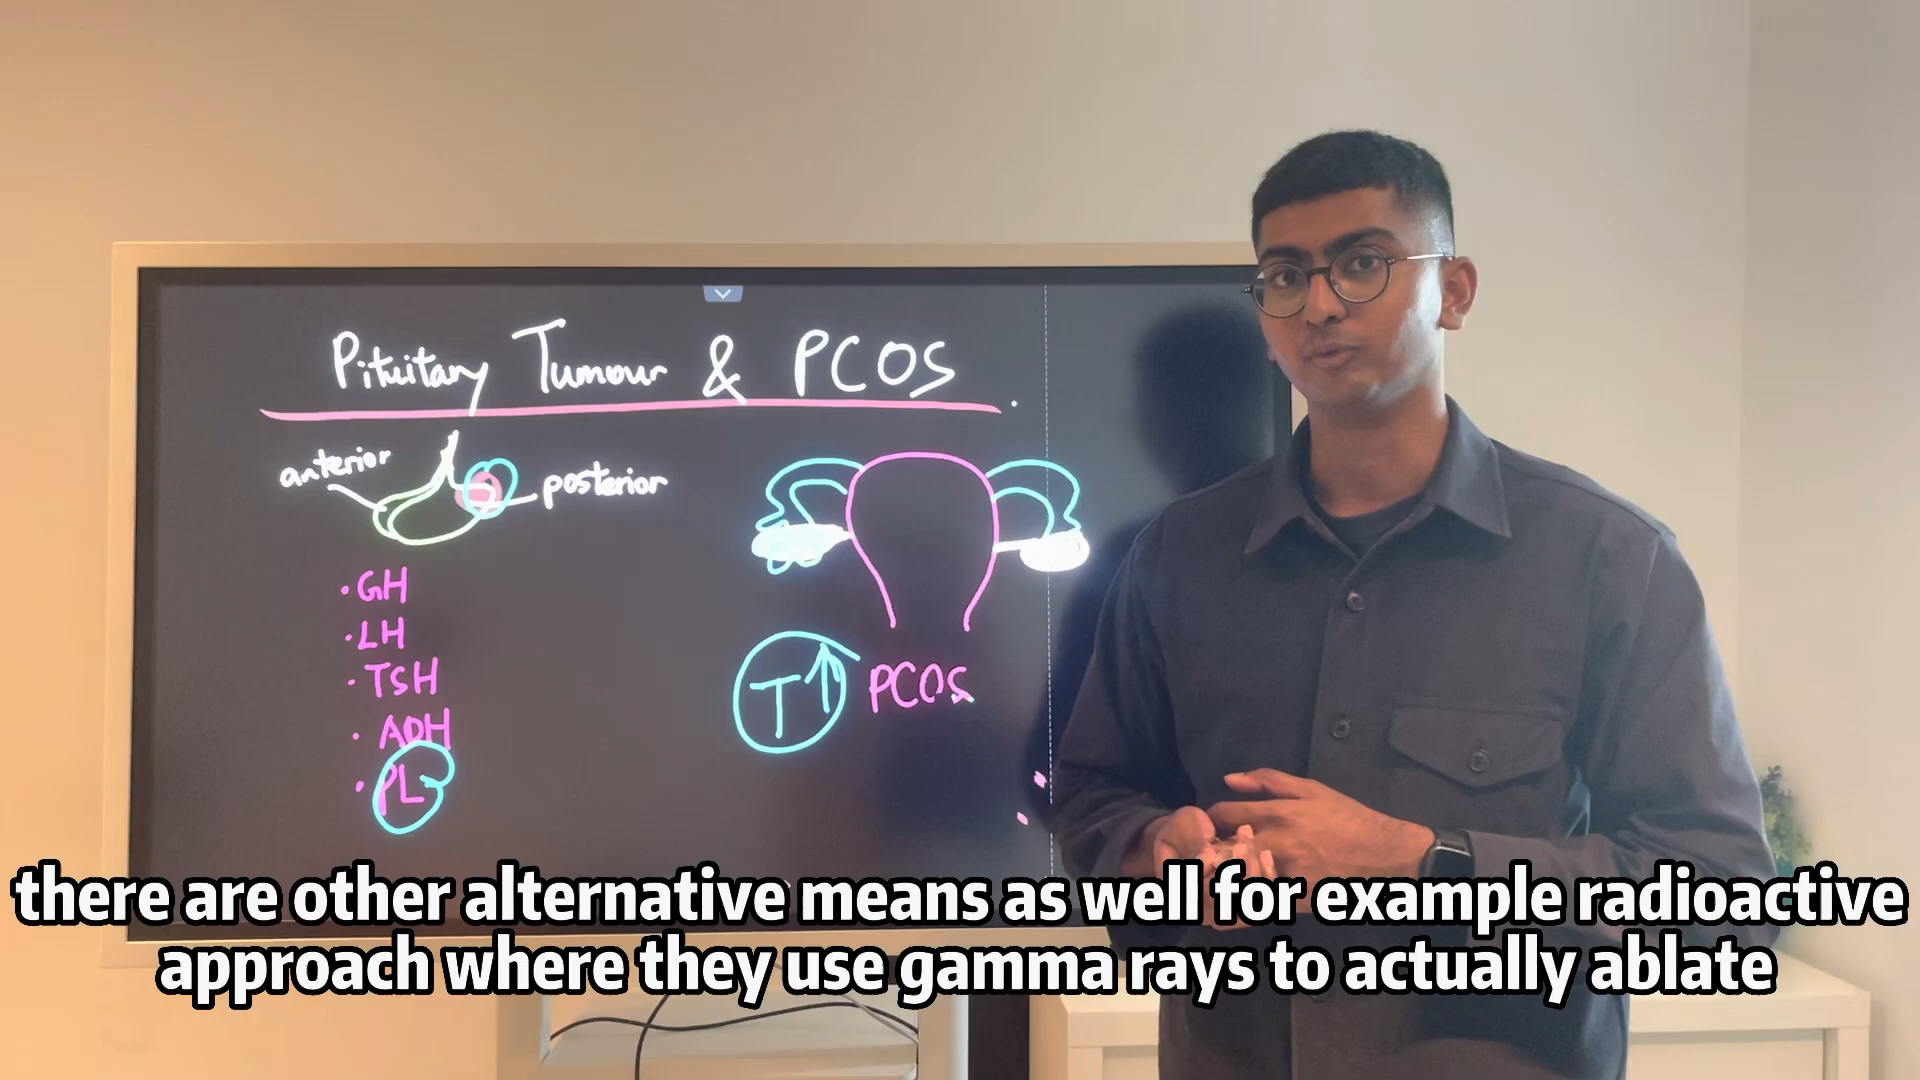 Pituitary Tumour & PCOS
anterior
posterior
• GH
• LH
• TSH
• ADH
• PL
T↑ PCOS
there are other alternative means as well for example radioactive
approach where they use gamma rays to actually ablate